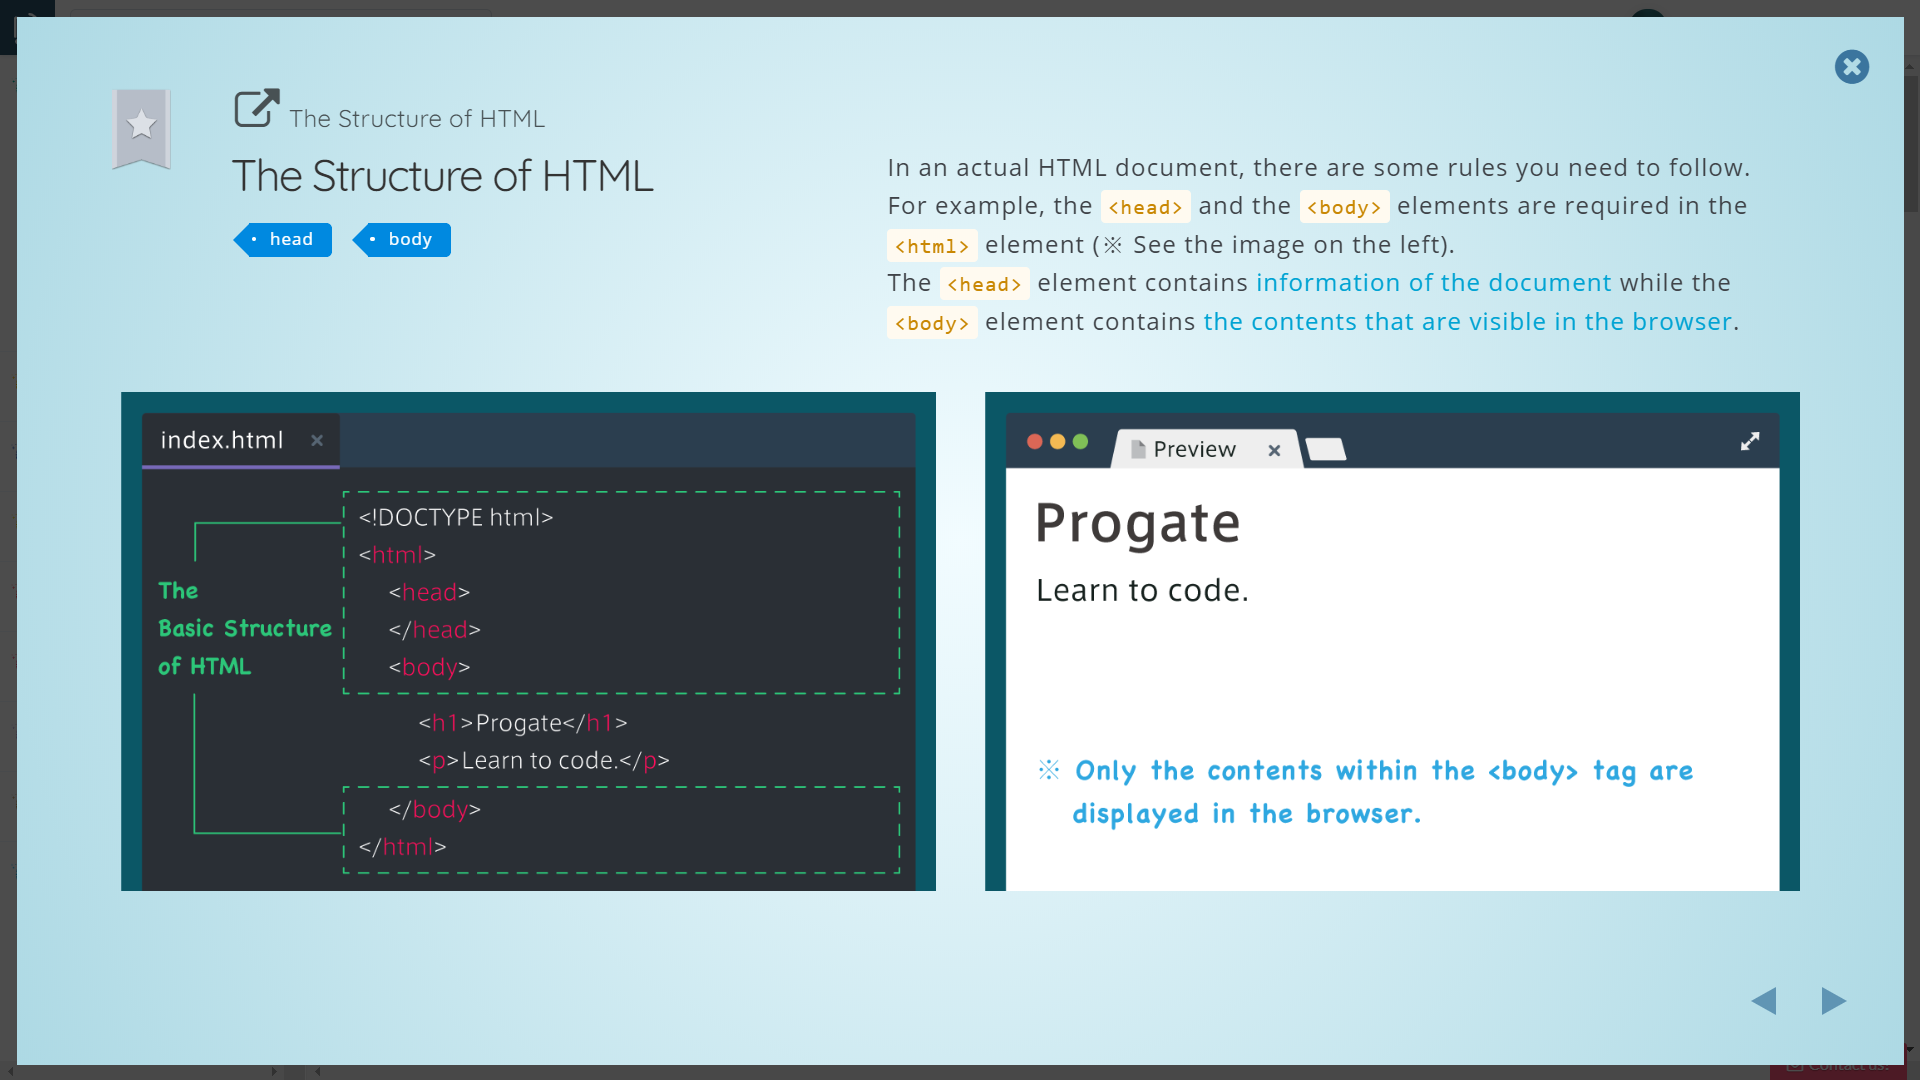 The Structure of HTML
The Structure of HTML
head
body
In an actual HTML document, there are some rules you need to follow.
For example, the <head> and the <body> elements are required in the
<html> element (※ See the image on the left).
The <head> element contains information of the document while the
<body> element contains the contents that are visible in the browser.
index.html
<!DOCTYPE html>
<html>
<head>
</head>
<body>
The
Basic Structure
of HTML
<h1>Progate</h1>
<p>Learn to code.</p>
</body>
</html>
Preview
Progate
Learn to code.
※ Only the contents within the <body> tag are
displayed in the browser.
Contact us!